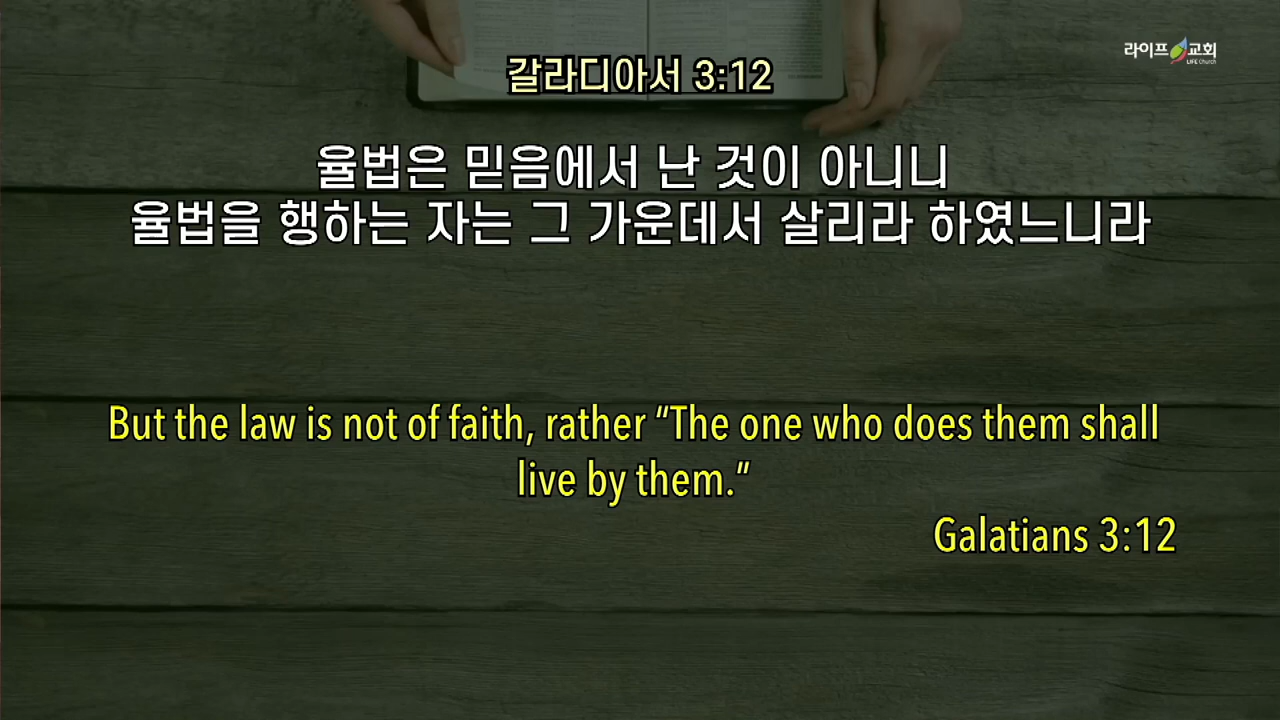 라이프 교회
LIFE Church
갈라디아서 3:12
율법은 믿음에서 난 것이 아니니
율법을 행하는 자는 그 가운데서 살리라 하였느니라
But the law is not of faith, rather “The one who does them shall
live by them.”
Galatians 3:12